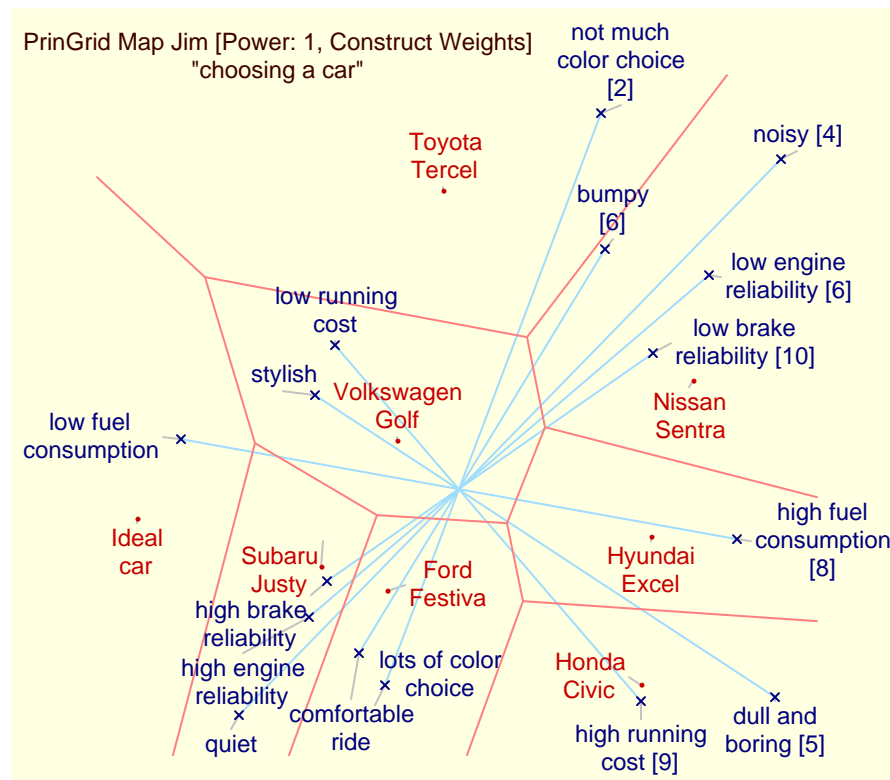 PrinGrid Map Jim [Power: 1, Construct Weights]
"choosing a car"
not much
color choice
[2]
noisy [4]
Toyota
Tercel
bumpy
[6]
low engine
reliability [6]
low running
cost
low brake
reliability [10]
stylish
Volkswagen
Golf
Nissan
Sentra
low fuel
consumption
Ideal
car
Subaru
Justy
Ford
Festiva
Hyundai
Excel
high fuel
consumption
[8]
high brake
reliability
high engine
reliability
quiet
comfortable
ride
lots of color
choice
Honda
Civic
high running
cost [9]
dull and
boring [5]